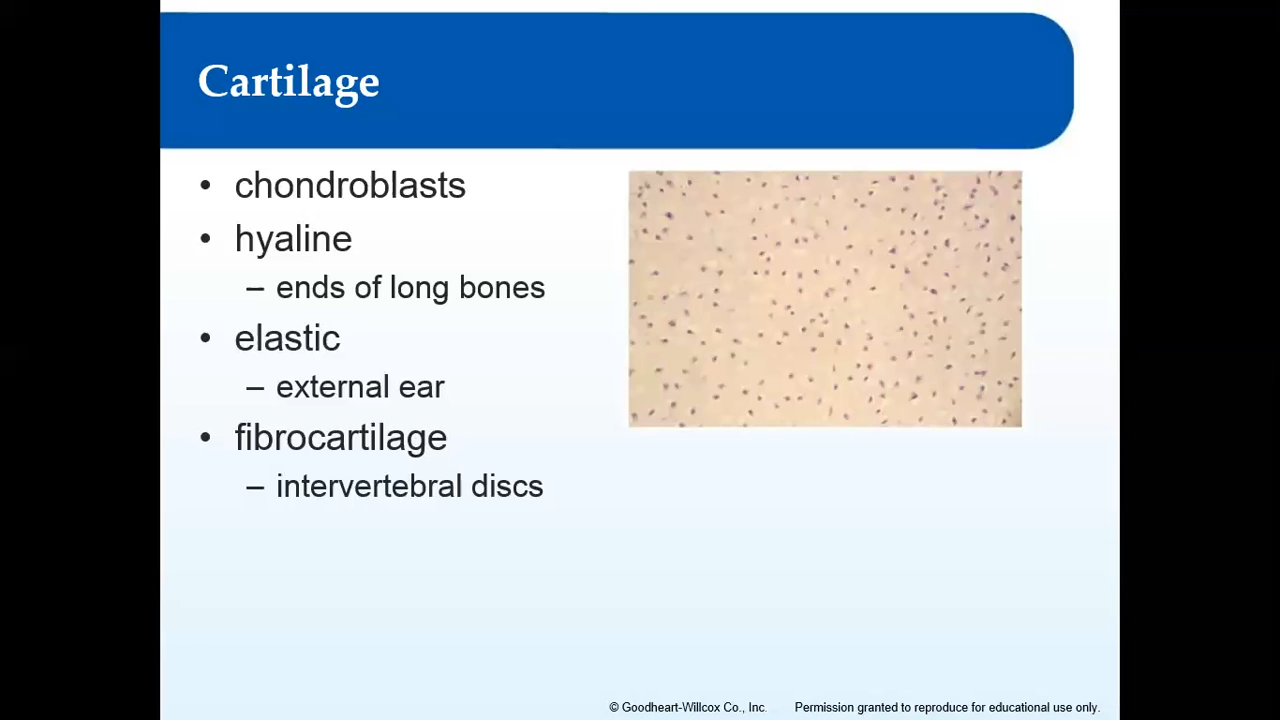 Cartilage
• chondroblasts
• hyaline
– ends of long bones
• elastic
– external ear
• fibrocartilage
– intervertebral discs
© Goodheart-Willcox Co., Inc. Permission granted to reproduce for educational use only.